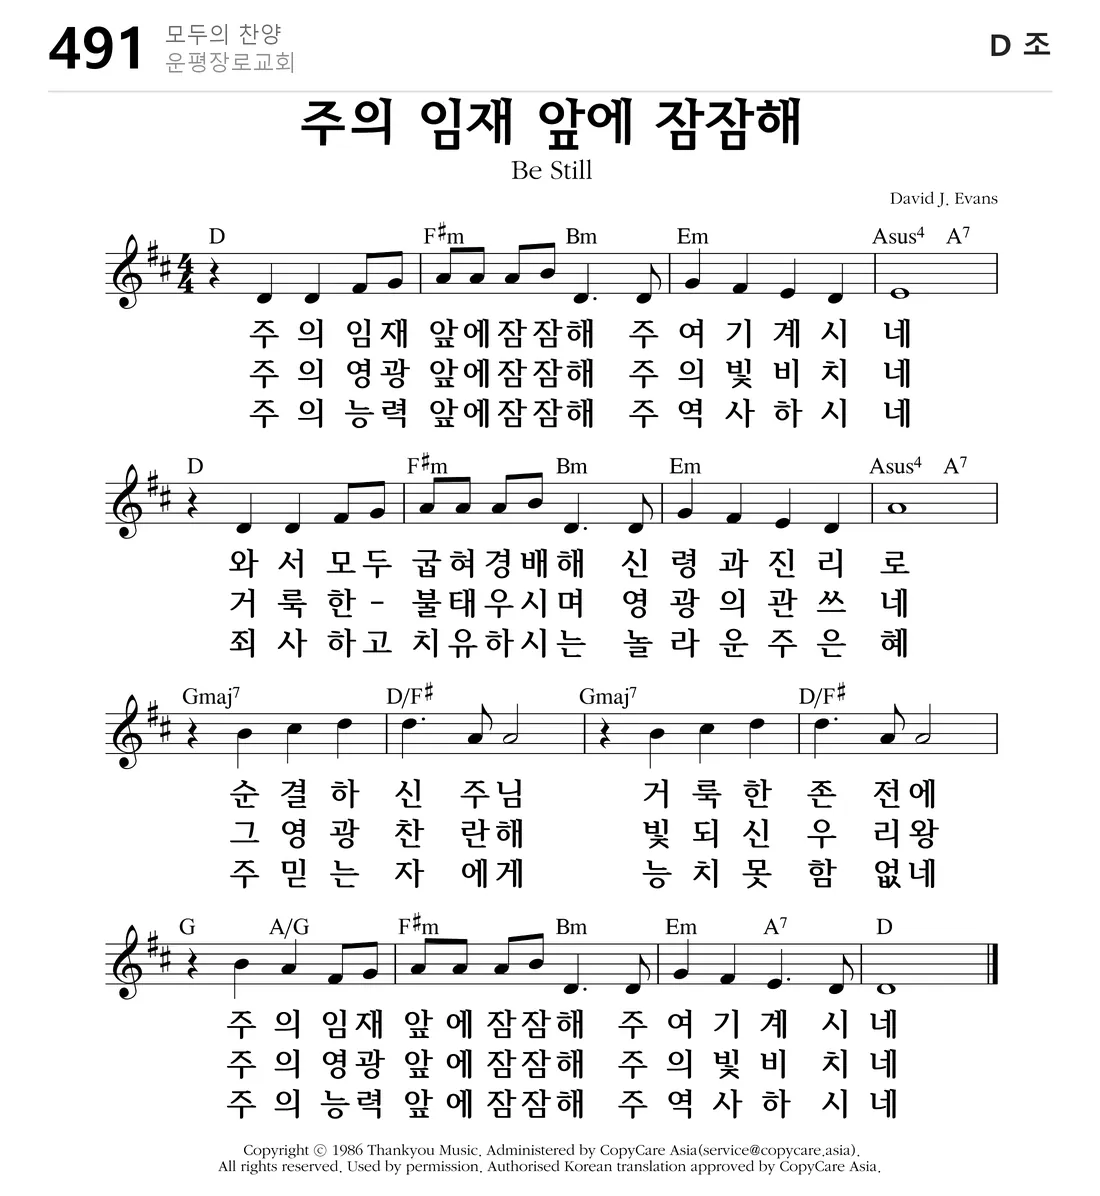 491 모두의 찬양
운평장로교회
D 조
주의 임재 앞에 잠잠해
Be Still
David J. Evans
D F#m Bm Em Asus4 A7
주 의 임재 앞에잠잠해 주 여 기 계 시 네
주 의 영광 앞에잠잠해 주 의 빛 비 치 네
주 의 능력 앞에잠잠해 주 역 사 하 시 네
D F#m Bm Em Asus4 A7
와 서 모두 굽혀경배해 신 령 과 진 리 로
거 룩 한 - 불태우시며 영 광 의 관 쓰 네
죄 사 하고 치유하시는 놀 라 운 주 은 혜
Gmaj7 D/F# Gmaj7 D/F#
순 결 하 신 주님 거 룩 한 존 전에
그 영 광 찬 란해 빛 되 신 우 리왕
주 믿 는 자 에게 능 치 못 함 없네
G A/G F#m Bm Em A7 D
주 의 임재 앞 에 잠잠해 주 여 기 계 시 네
주 의 영광 앞 에 잠잠해 주 의 빛 비 치 네
주 의 능력 앞 에 잠잠해 주 역 사 하 시 네
Copyright ⓒ 1986 Thankyou Music. Administered by CopyCare Asia(service@copycare.asia).
All rights reserved. Used by permission. Authorised Korean translation approved by CopyCare Asia.